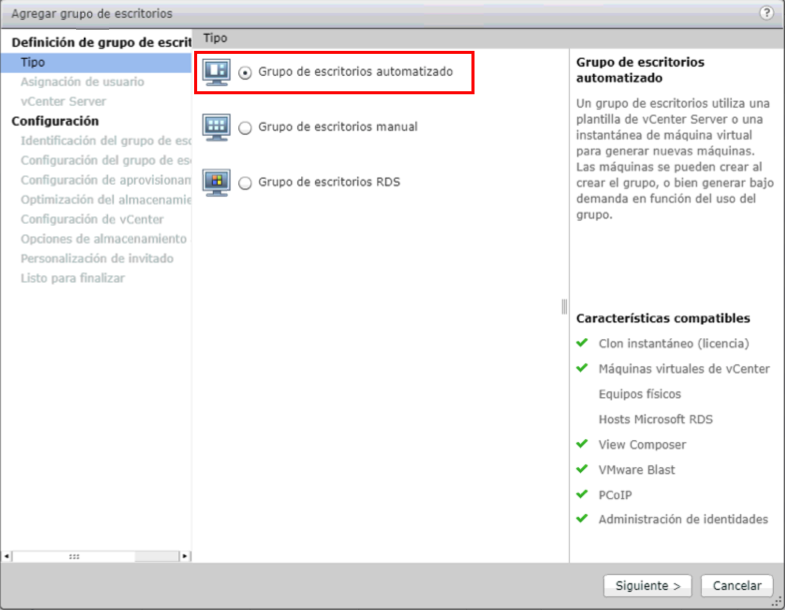 Agregar grupo de escritorios
?
Definición de grupo de escrit
Tipo
Asignación de usuario
vCenter Server
Configuración
Identificación del grupo de esc
Configuración del grupo de es
Configuración de aprovisionan
Optimización del almacenamie
Configuración de vCenter
Opciones de almacenamiento
Personalización de invitado
Listo para finalizar
Tipo
Grupo de escritorios automatizado
Grupo de escritorios manual
Grupo de escritorios RDS
Grupo de escritorios
automatizado
Un grupo de escritorios utiliza una
plantilla de vCenter Server o una
instantánea de máquina virtual
para generar nuevas máquinas.
Las máquinas se pueden crear al
crear el grupo, o bien generar bajo
demanda en función del uso del
grupo.
Características compatibles
Clon instantáneo (licencia)
Máquinas virtuales de vCenter
Equipos físicos
Hosts Microsoft RDS
View Composer
VMware Blast
PCoIP
Administración de identidades
Siguiente >
Cancelar